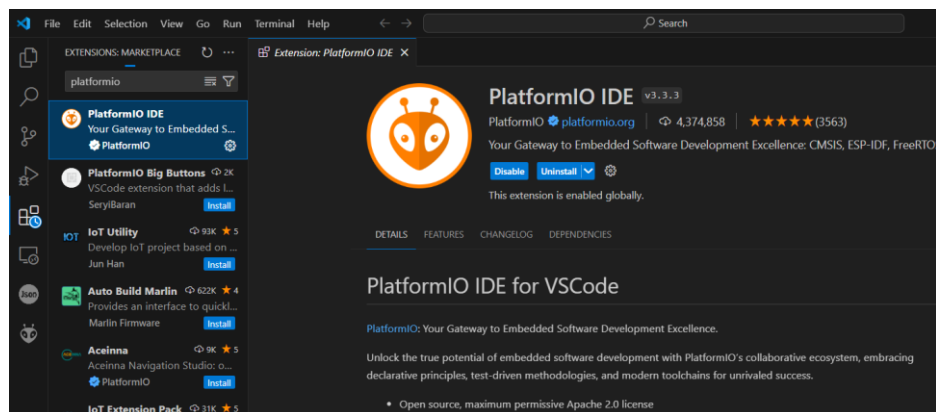 File Edit Selection View Go Run Terminal Help
Search
EXTENSIONS: MARKETPLACE
platformio
PlatformIO IDE
Your Gateway to Embedded S...
PlatformIO
PlatformIO Big Buttons 2K
VSCode extension that adds l...
SerylBaran Install
IoT Utility 93K ★ 5
IOT
Develop IoT project based on ...
Jun Han Install
Auto Build Marlin 622K ★ 4
Provides an interface to quickl...
Marlin Firmware Install
Aceinna 9K ★ 5
Aceinna Navigation Studio: o...
PlatformIO Install
IoT Extension Pack 31K ★ 5
Json
Extension: PlatformIO IDE
PlatformIO IDE v3.3.3
PlatformIO platformio.org | 4,374,858 | ★★★★★(3563)
Your Gateway to Embedded Software Development Excellence: CMSIS, ESP-IDF, FreeRTO
Disable Uninstall
This extension is enabled globally.
DETAILS FEATURES CHANGELOG DEPENDENCIES
PlatformIO IDE for VSCode
PlatformIO: Your Gateway to Embedded Software Development Excellence.
Unlock the true potential of embedded software development with PlatformIO's collaborative ecosystem, embracing
declarative principles, test-driven methodologies, and modern toolchains for unrivaled success.
• Open source, maximum permissive Apache 2.0 license